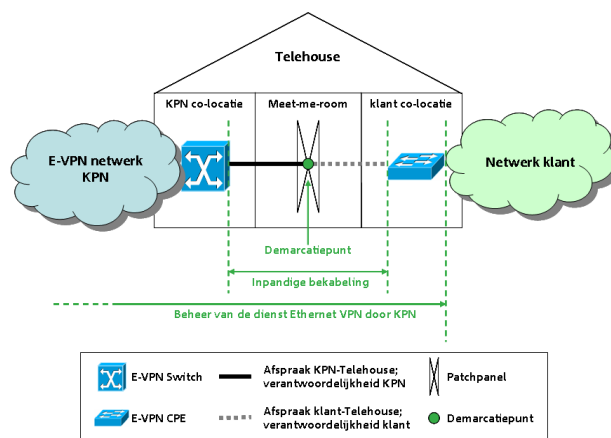 Telehouse
KPN co-locatie
Meet-me-room
klant co-locatie
E-VPN netwerk
KPN
Netwerk klant
Demarcatiepunt
Inpandige bekabeling
Beheer van de dienst Ethernet VPN door KPN
E-VPN Switch
Afspraak KPN-Telehouse;
verantwoordelijkheid KPN
Patchpanel
E-VPN CPE
Afspraak klant-Telehouse;
verantwoordelijkheid klant
Demarcatiepunt